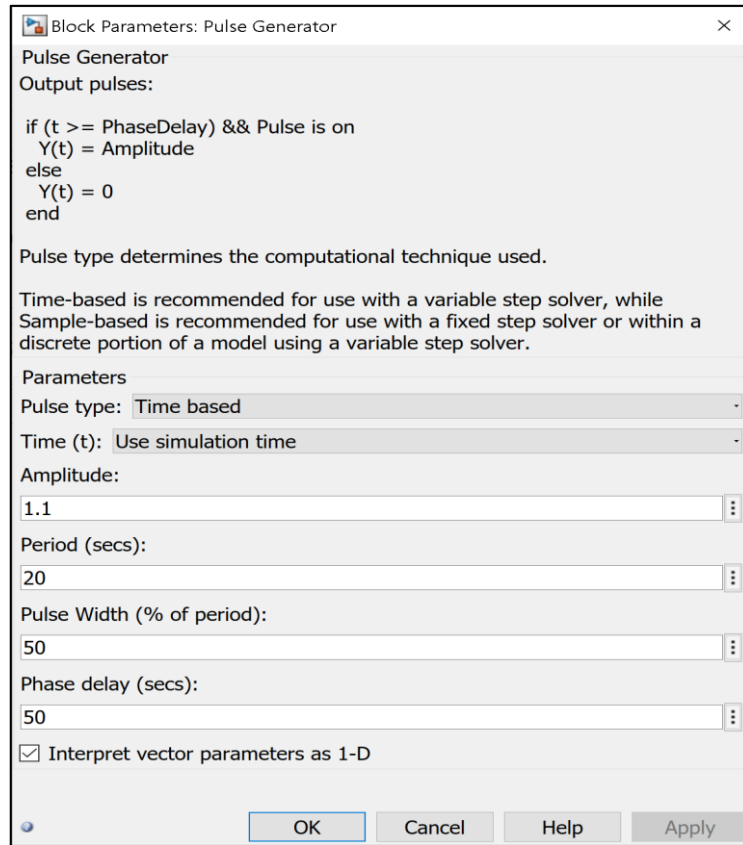 Block Parameters: Pulse Generator
Pulse Generator
Output pulses:
if (t >= PhaseDelay) && Pulse is on
Y(t) = Amplitude
else
Y(t) = 0
end
Pulse type determines the computational technique used.
Time-based is recommended for use with a variable step solver, while
Sample-based is recommended for use with a fixed step solver or within a
discrete portion of a model using a variable step solver.
Parameters
Pulse type: Time based
Time (t): Use simulation time
Amplitude:
1.1
Period (secs):
20
Pulse Width (% of period):
50
Phase delay (secs):
50
Interpret vector parameters as 1-D
OK Cancel Help Apply